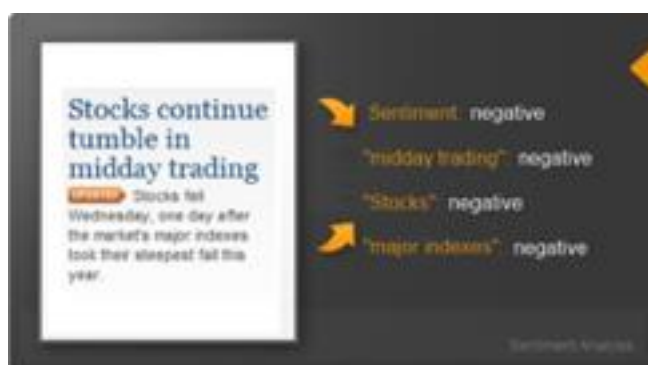 Stocks continue
tumble in
midday trading
UPDATED Stocks fell
Wednesday, one day after
the market's major indexes
took their steepest fall this
year.
Sentiment: negative
"midday trading": negative
"Stocks": negative
"major indexes": negative
Sentiment Analysis